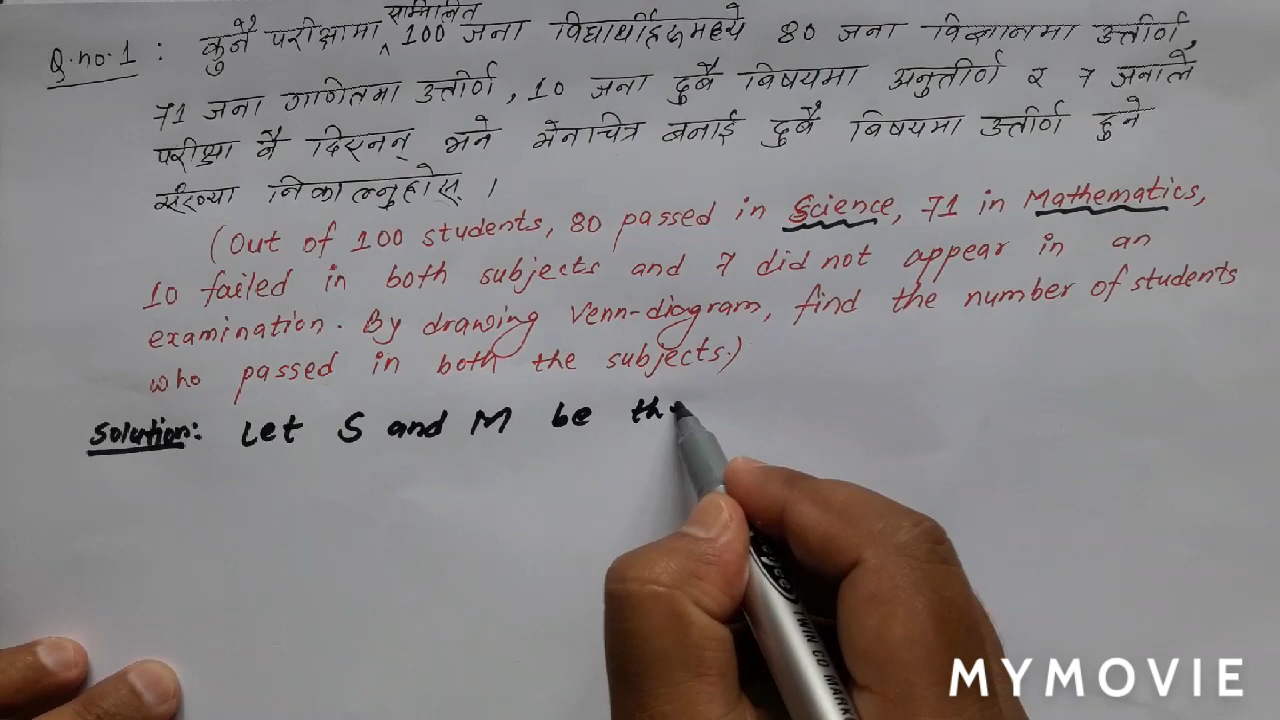 Q.no.1 : कुनै परीक्षामा सम्मिलित 100 जना विद्यार्थीहरूमध्ये 80 जना विज्ञानमा उत्तीर्ण,
71 जना गणितमा उत्तीर्ण, 10 जना दुवै विषयमा अनुत्तीर्ण र 7 जनाले
परीक्षा नै दिएनन् भने भेनचित्र बनाई दुवै विषयमा उत्तीर्ण हुने
संख्या निकाल्नुहोस् ।
(Out of 100 students, 80 passed in Science, 71 in Mathematics,
10 failed in both subjects and 7 did not appear in an
examination. By drawing Venn-diagram, find the number of students
who passed in both the subjects.)
Solution: Let S and M be the
MYMOVIE